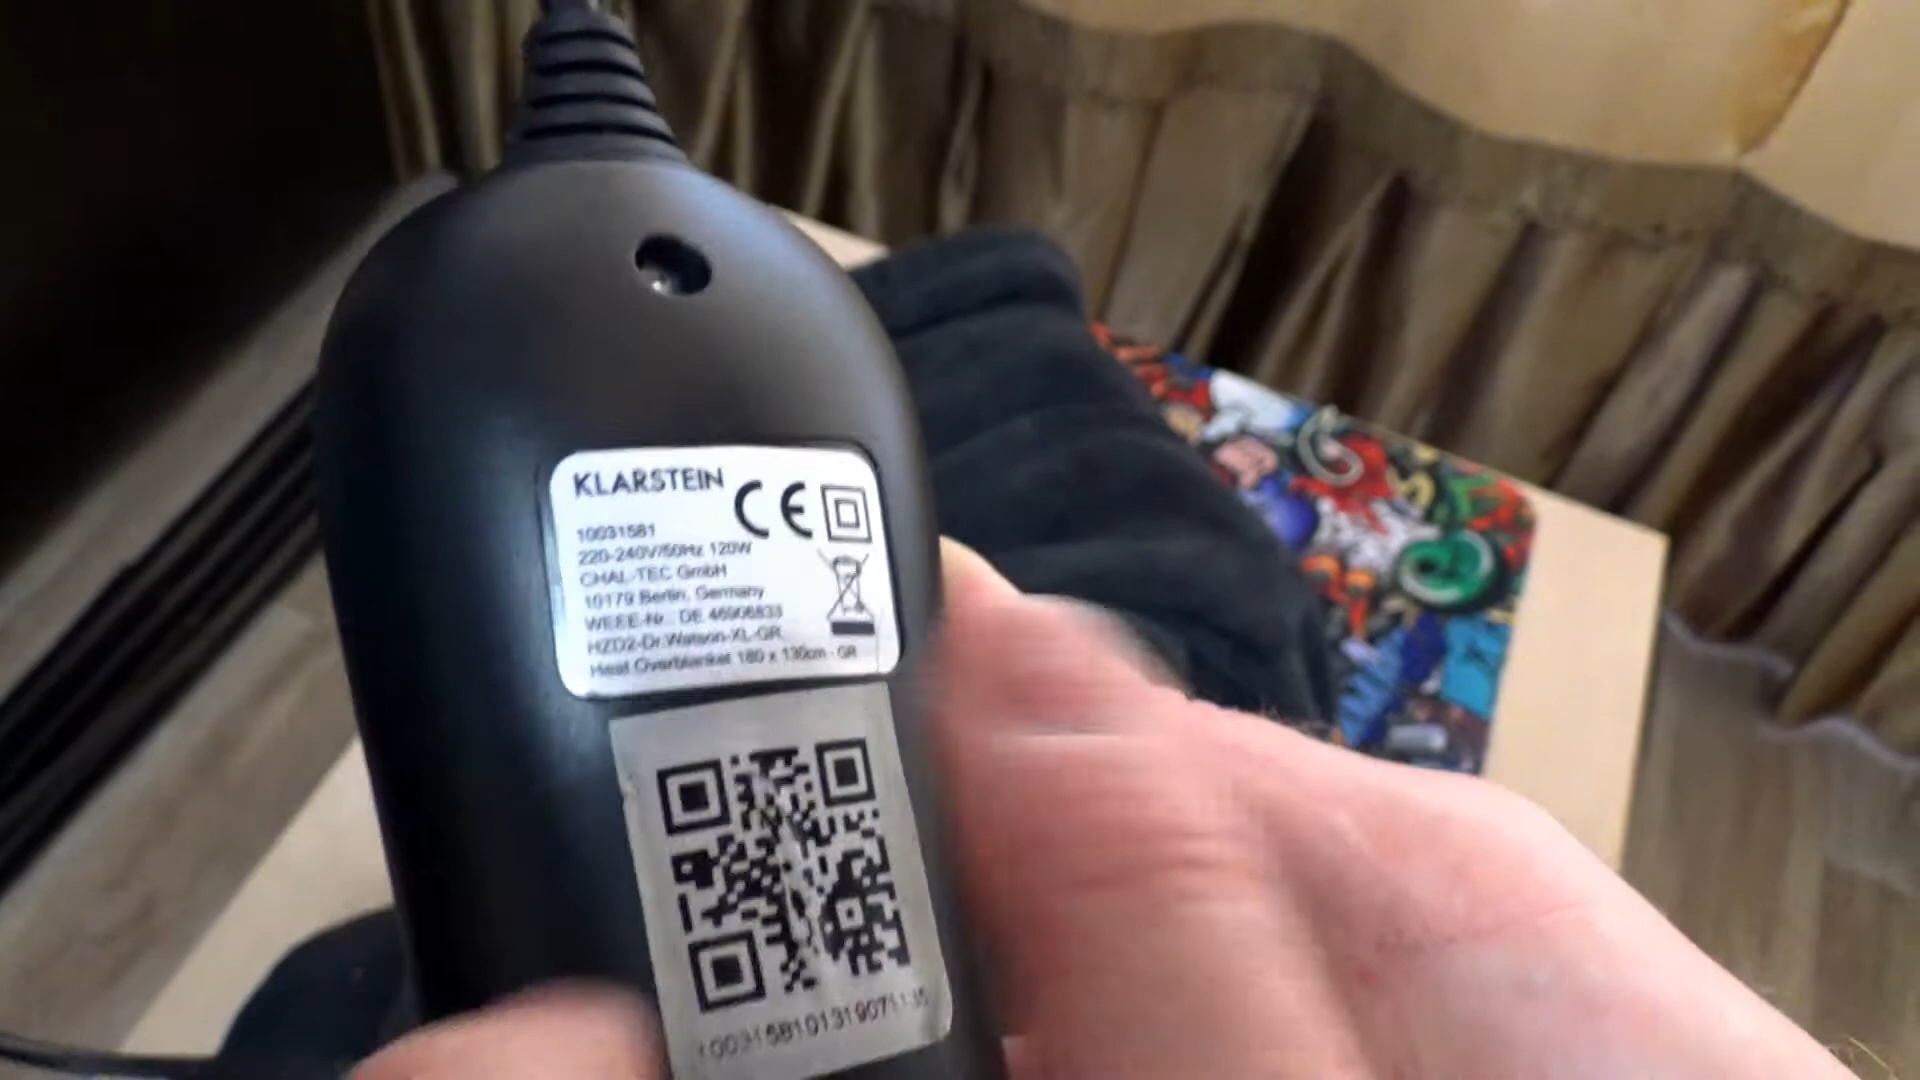 KLARSTEIN
CE
10031581
220-240V/50Hz 120W
CHAL-TEC GmbH
10179 Berlin, Germany
WEEE-Nr.: DE 46906833
HZD2-Dr.Watson-XL-GR
Heat Overblanket 180 x 130cm - GR